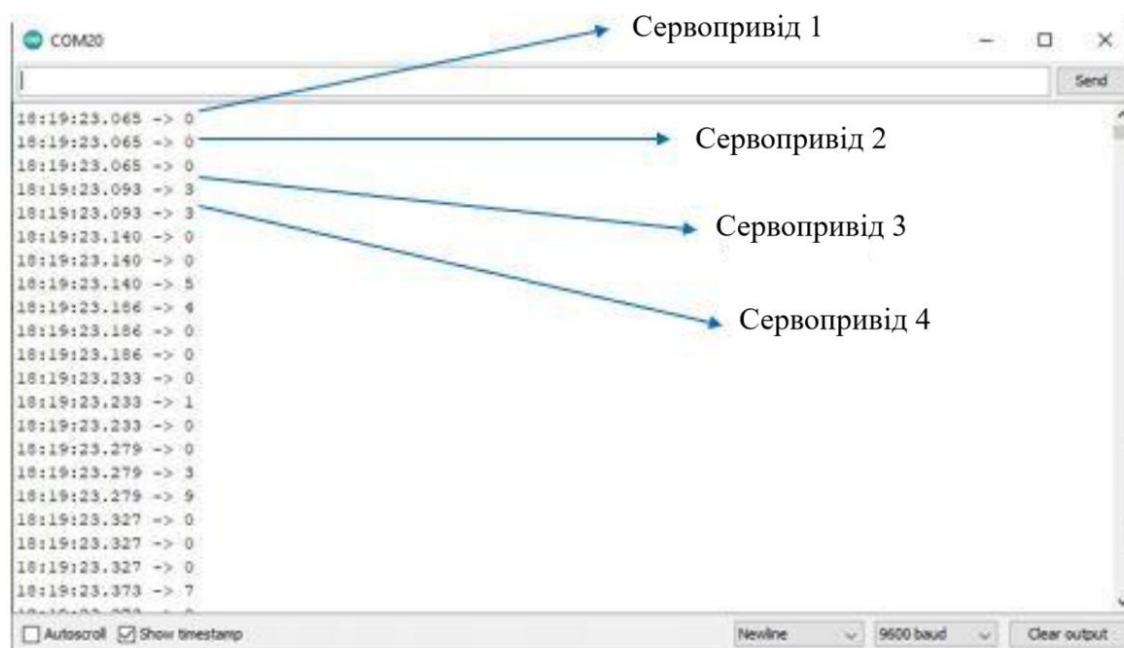 COM20
Сервопривід 1
Send
18:19:23.065 -> 0
18:19:23.065 -> 0
Сервопривід 2
18:19:23.065 -> 0
18:19:23.093 -> 3
18:19:23.093 -> 3
Сервопривід 3
18:19:23.140 -> 0
18:19:23.140 -> 0
18:19:23.140 -> 5
18:19:23.186 -> 4
Сервопривід 4
18:19:23.186 -> 0
18:19:23.186 -> 0
18:19:23.233 -> 0
18:19:23.233 -> 1
18:19:23.233 -> 0
18:19:23.279 -> 0
18:19:23.279 -> 3
18:19:23.279 -> 9
18:19:23.327 -> 0
18:19:23.327 -> 0
18:19:23.327 -> 0
18:19:23.373 -> 7
Autoscroll Show timestamp Newline 9600 baud Clear output